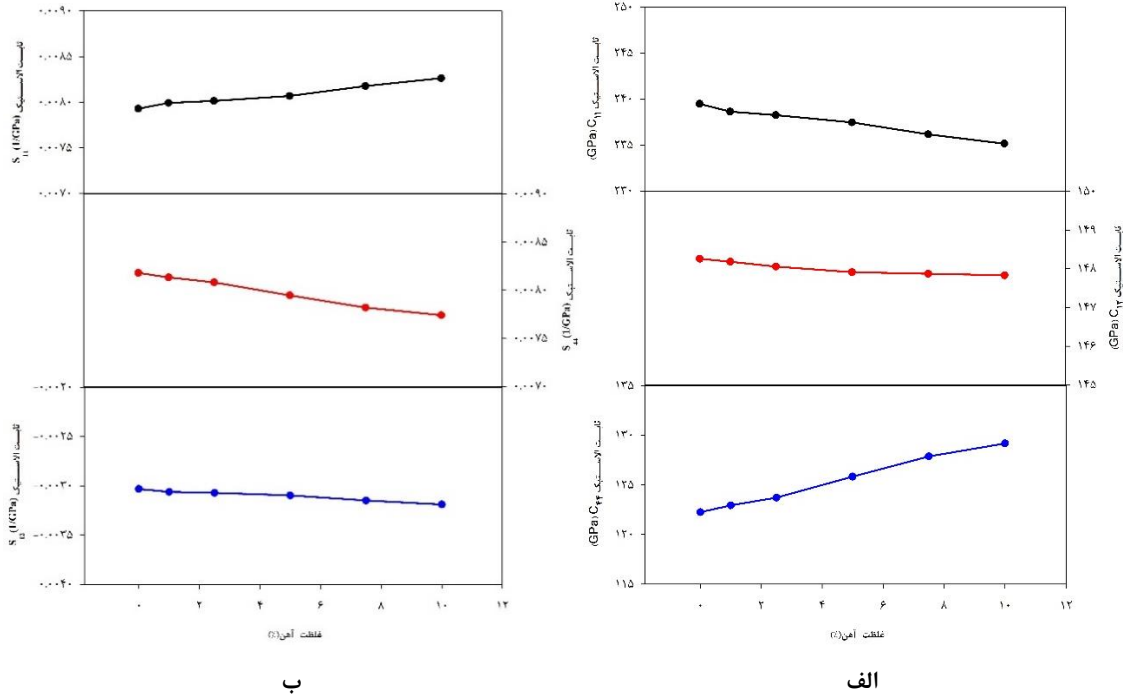 ثابت الاستیک C۱۱ (GPa)
۲۵۰
۲۴۵
۲۴۰
۲۳۵
۲۳۰
ثابت الاستیک C۱۲ (GPa)
۱۵۰
۱۴۹
۱۴۸
۱۴۷
۱۴۶
۱۴۵
ثابت الاستیک C۴۴ (GPa)
۱۳۵
۱۳۰
۱۲۵
۱۲۰
۱۱۵
۰ ۲ ۴ ۶ ۸ ۱۰ ۱۲
غلظت آهن(٪)
الف
ثابت الاستیک S11 (1/GPa)
۰,۰۰۹۰
۰,۰۰۸۵
۰,۰۰۸۰
۰,۰۰۷۵
۰,۰۰۷۰
ثابت الاستیک S44 (1/GPa)
۰,۰۰۹۰
۰,۰۰۸۵
۰,۰۰۸۰
۰,۰۰۷۵
۰,۰۰۷۰
ثابت الاستیک S12 (1/GPa)
-۰,۰۰۲۰
-۰,۰۰۲۵
-۰,۰۰۳۰
-۰,۰۰۳۵
-۰,۰۰۴۰
۰ ۲ ۴ ۶ ۸ ۱۰ ۱۲
غلظت آهن(٪)
ب